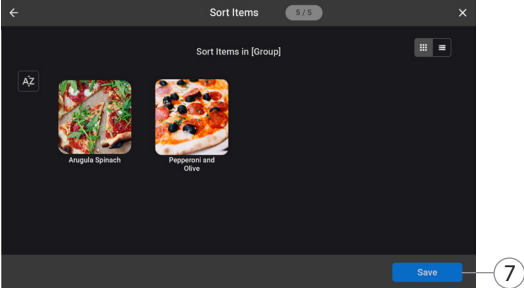 Sort Items 5 / 5
Sort Items in [Group]
AZ
Arugula Spinach
Pepperoni and
Olive
Save
7